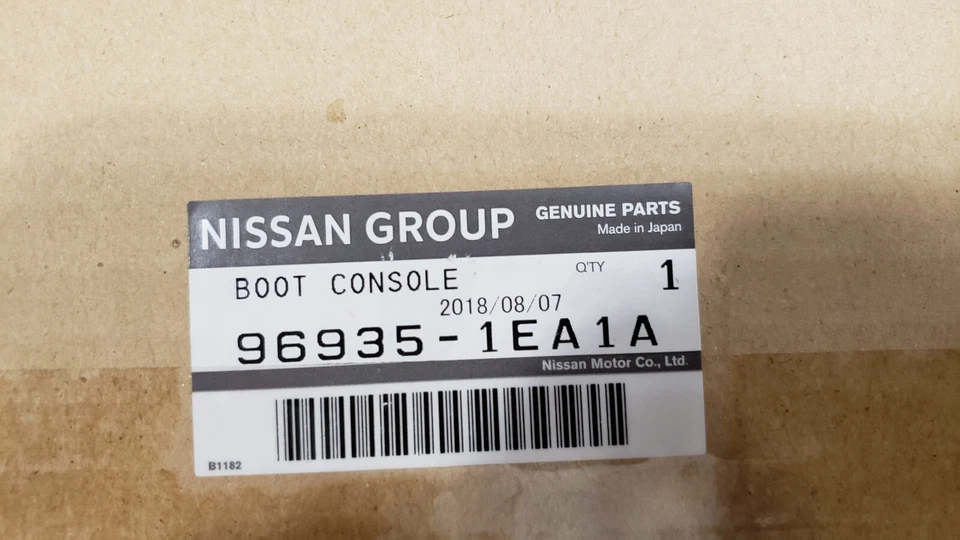 NISSAN GROUP
GENUINE PARTS
Made in Japan
BOOT CONSOLE
Q'TY 1
2018/08/07
96935-1EA1A
Nissan Motor Co., Ltd.
B1182